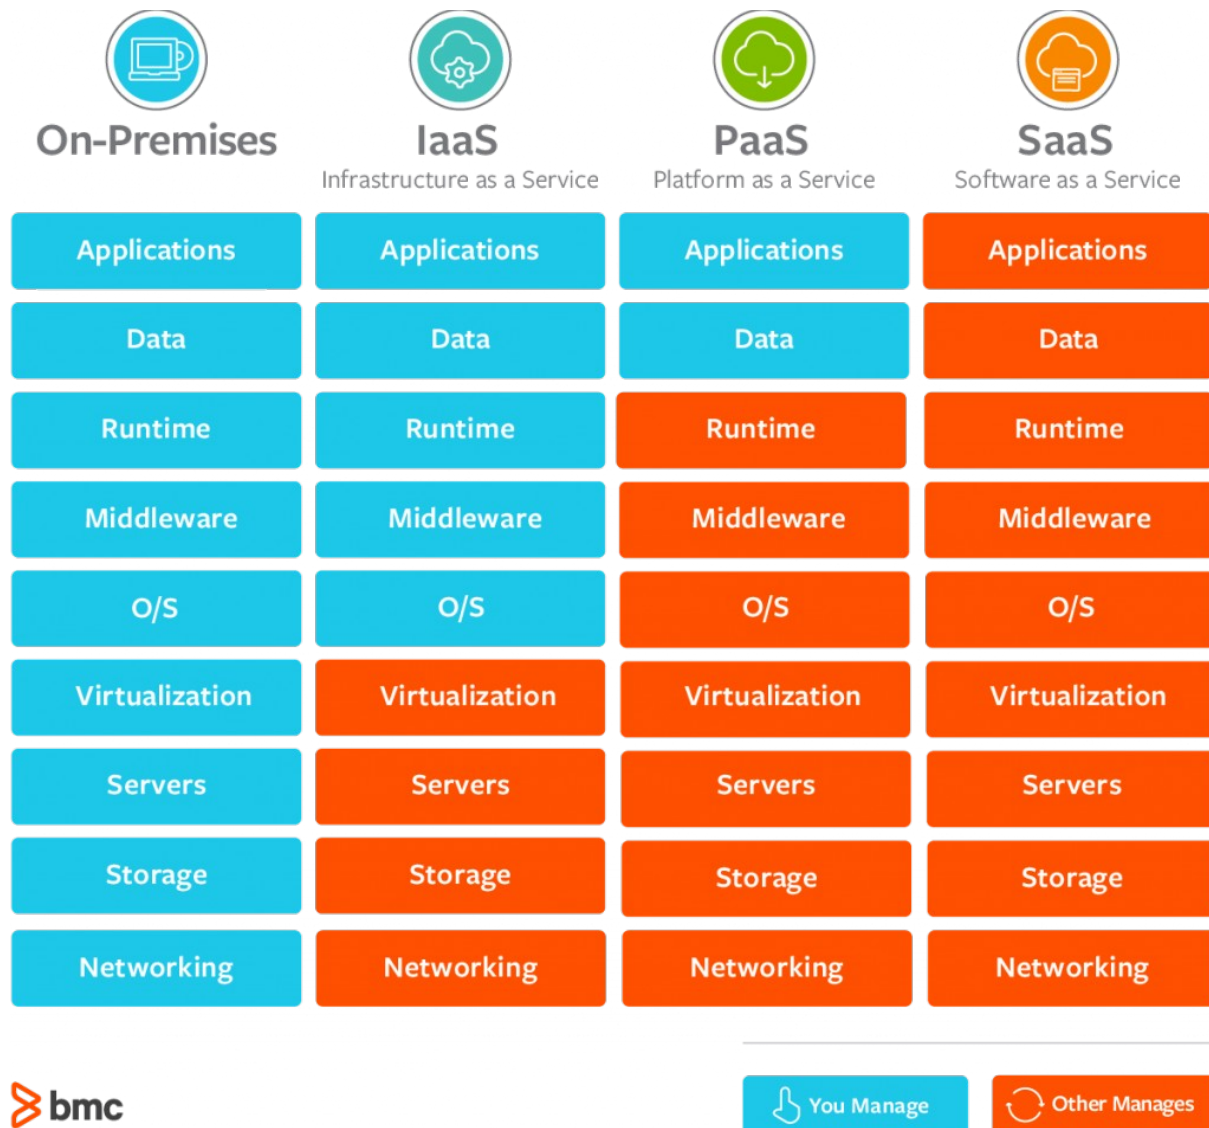 On-Premises
IaaS
Infrastructure as a Service
PaaS
Platform as a Service
SaaS
Software as a Service
Applications Applications Applications Applications
Data Data Data Data
Runtime Runtime Runtime Runtime
Middleware Middleware Middleware Middleware
O/S O/S O/S O/S
Virtualization Virtualization Virtualization Virtualization
Servers Servers Servers Servers
Storage Storage Storage Storage
Networking Networking Networking Networking
bmc
You Manage
Other Manages